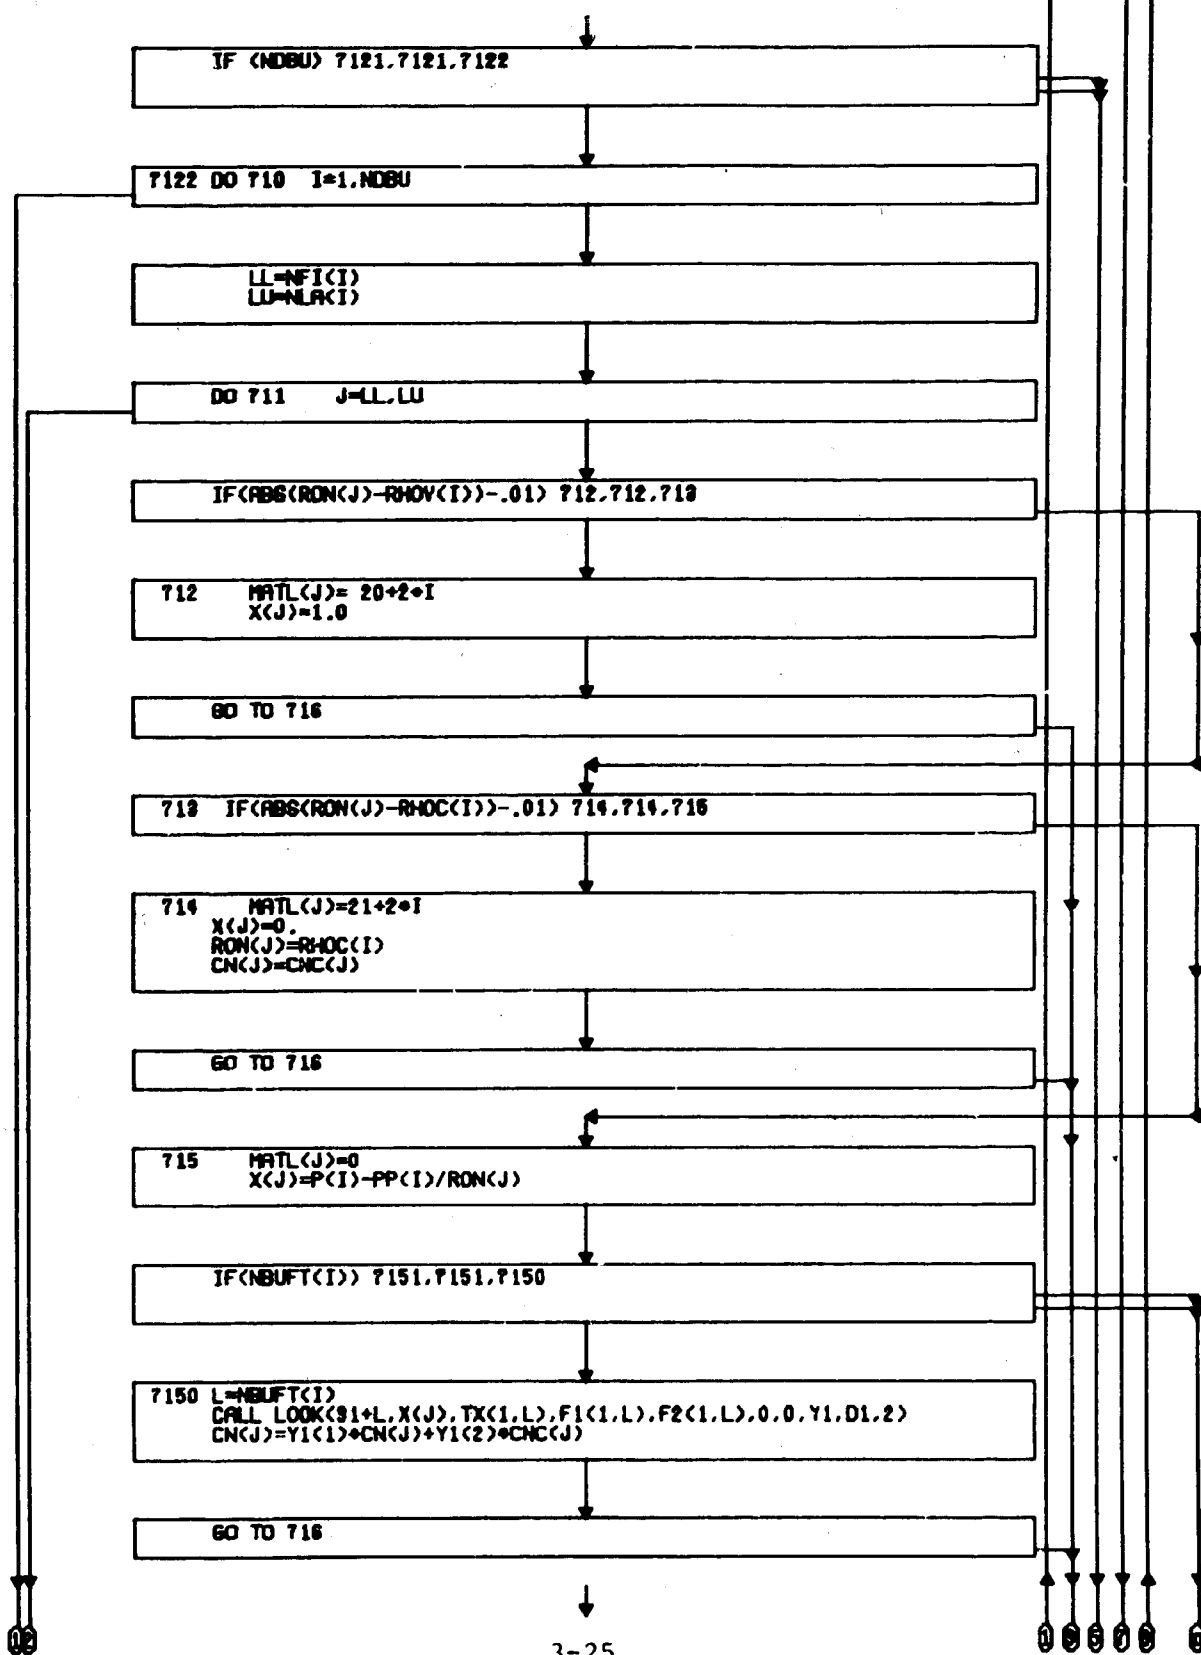 IF (NDBU) 7121,7121,7122
7122 DO 710 I=1,NDBU
LL=NFI(I)
LU=NLA(I)
DO 711 J=LL,LU
IF(ABS(RON(J)-RHOV(I))-.01) 712,712,713
712 MATL(J)= 20+2*I
X(J)=1.0
GO TO 716
713 IF(ABS(RON(J)-RHOC(I))-.01) 714,714,715
714 MATL(J)=21+2*I
X(J)=0.
RON(J)=RHOC(I)
CN(J)=CNC(J)
GO TO 716
715 MATL(J)=0
X(J)=P(I)-PP(I)/RON(J)
IF(NBUFT(I)) 7151,7151,7150
7150 L=NBUFT(I)
CALL LOOK(31+L,X(J),TX(1,L),F1(1,L),F2(1,L),0,0,Y1,D1,2)
CN(J)=Y1(1)*CN(J)+Y1(2)*CNC(J)
GO TO 716
3-25